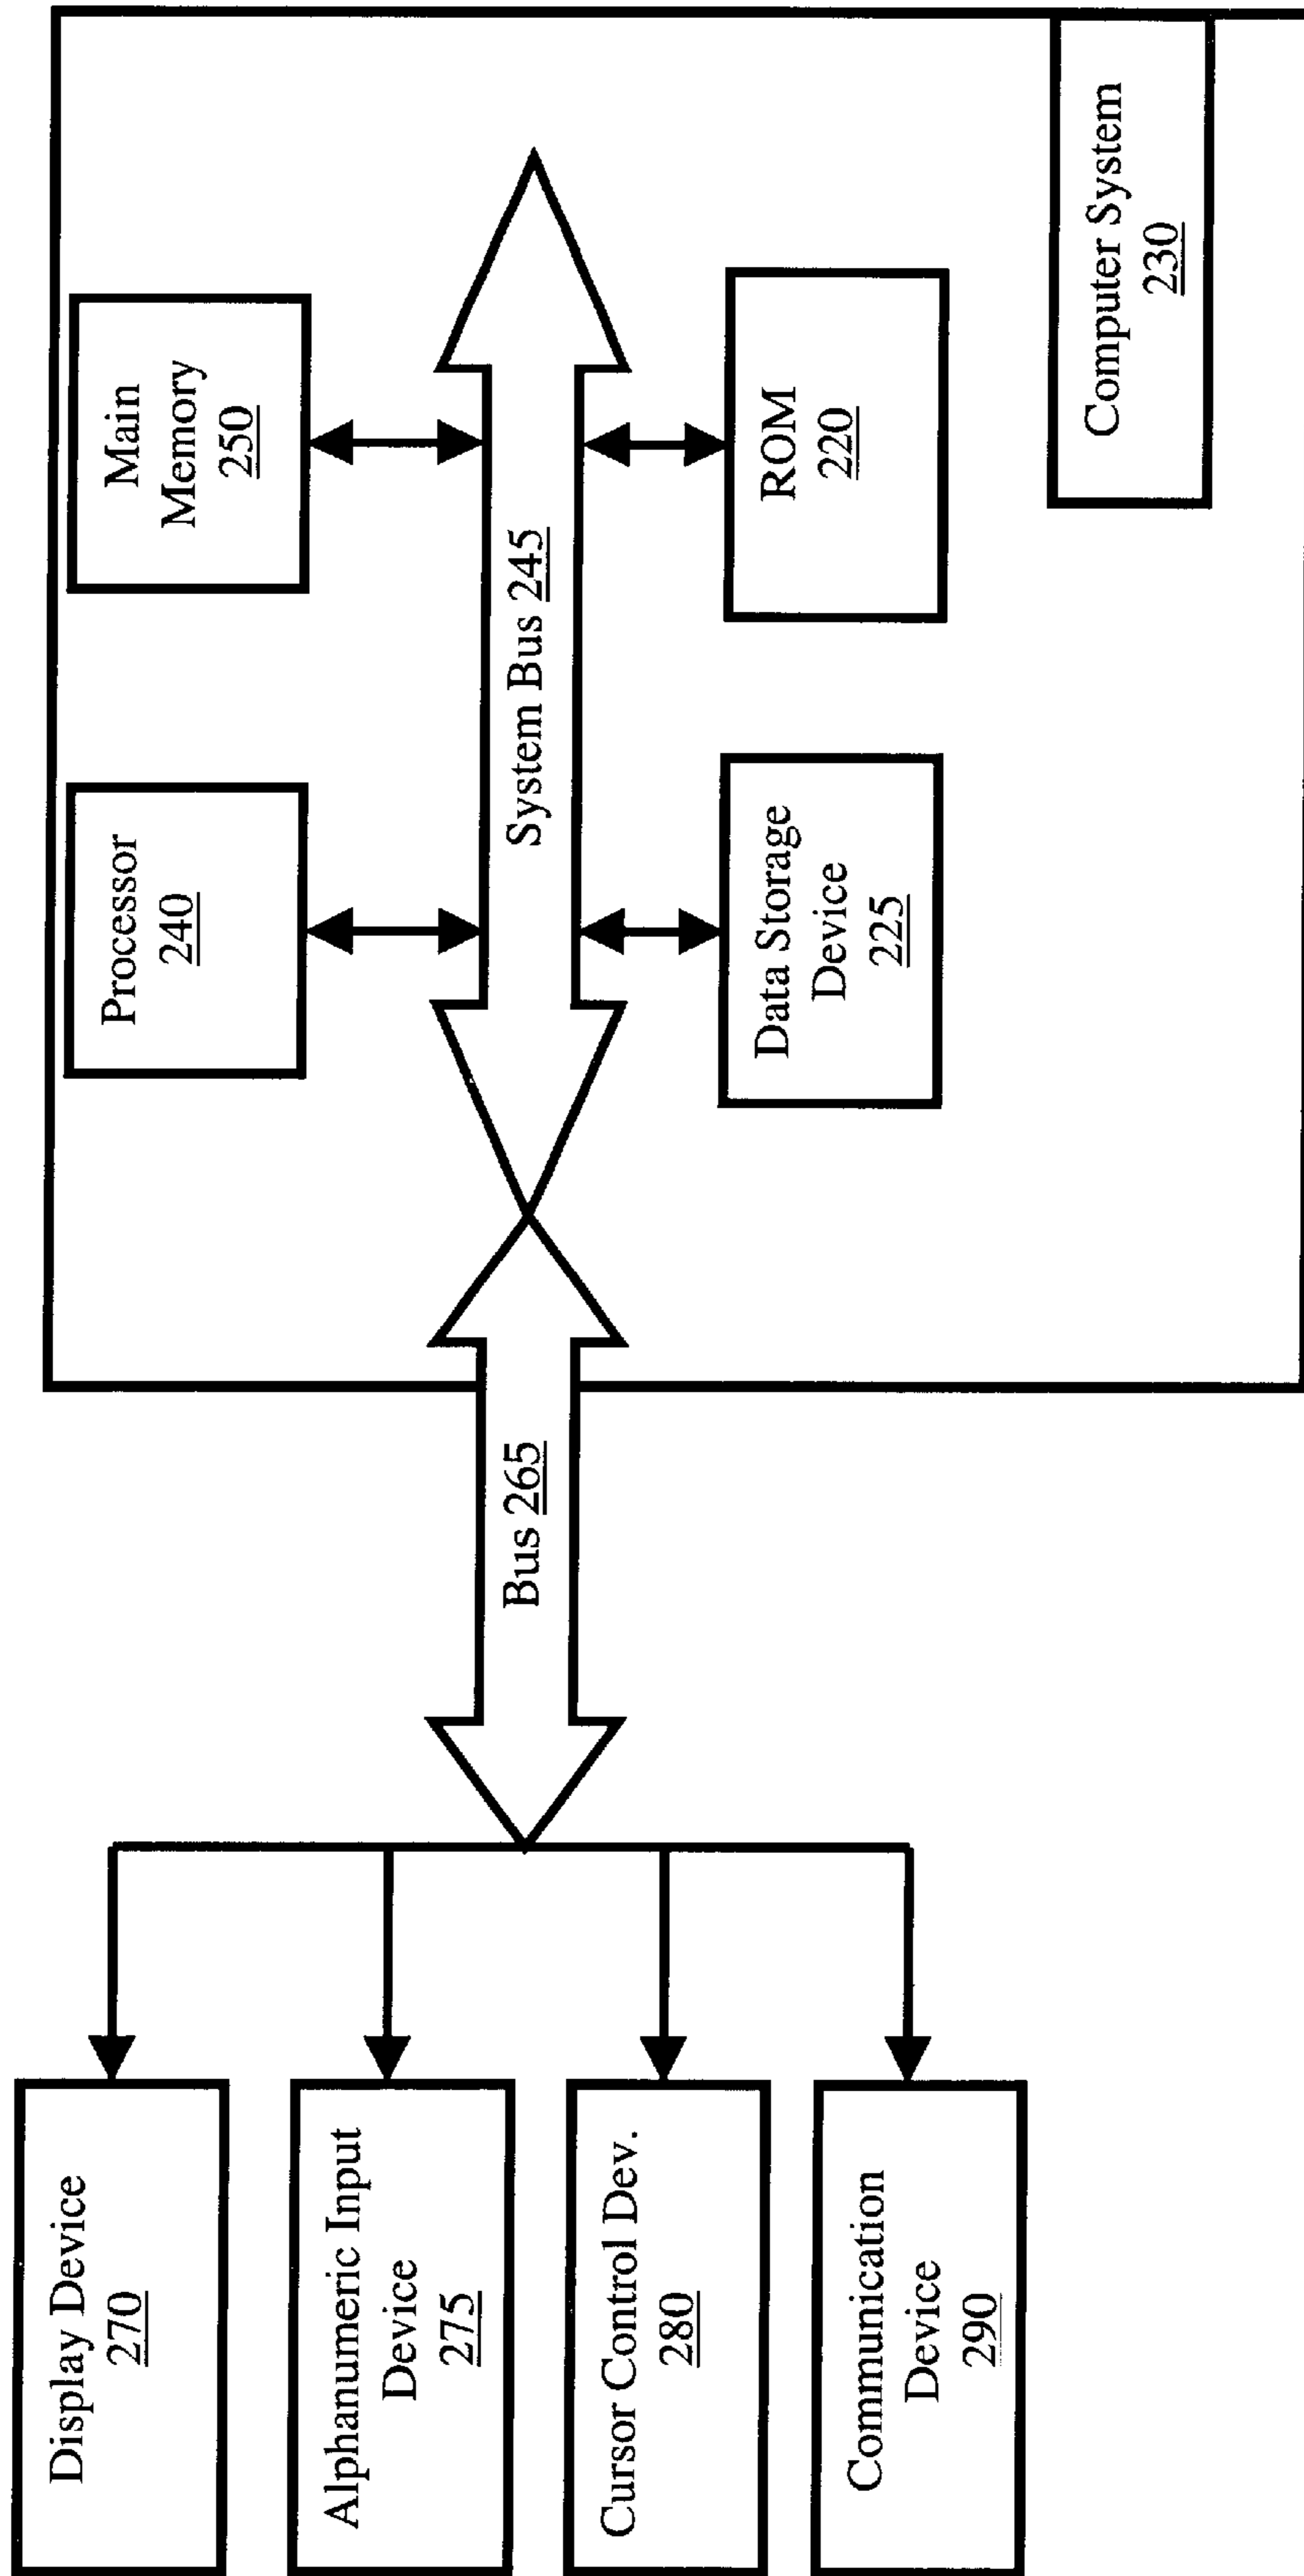 Display Device
270
Alphanumeric Input
Device
275
Cursor Control Dev.
280
Communication
Device
290
Bus 265
Processor
240
Main
Memory
250
System Bus 245
Data Storage
Device
225
ROM
220
Computer System
230